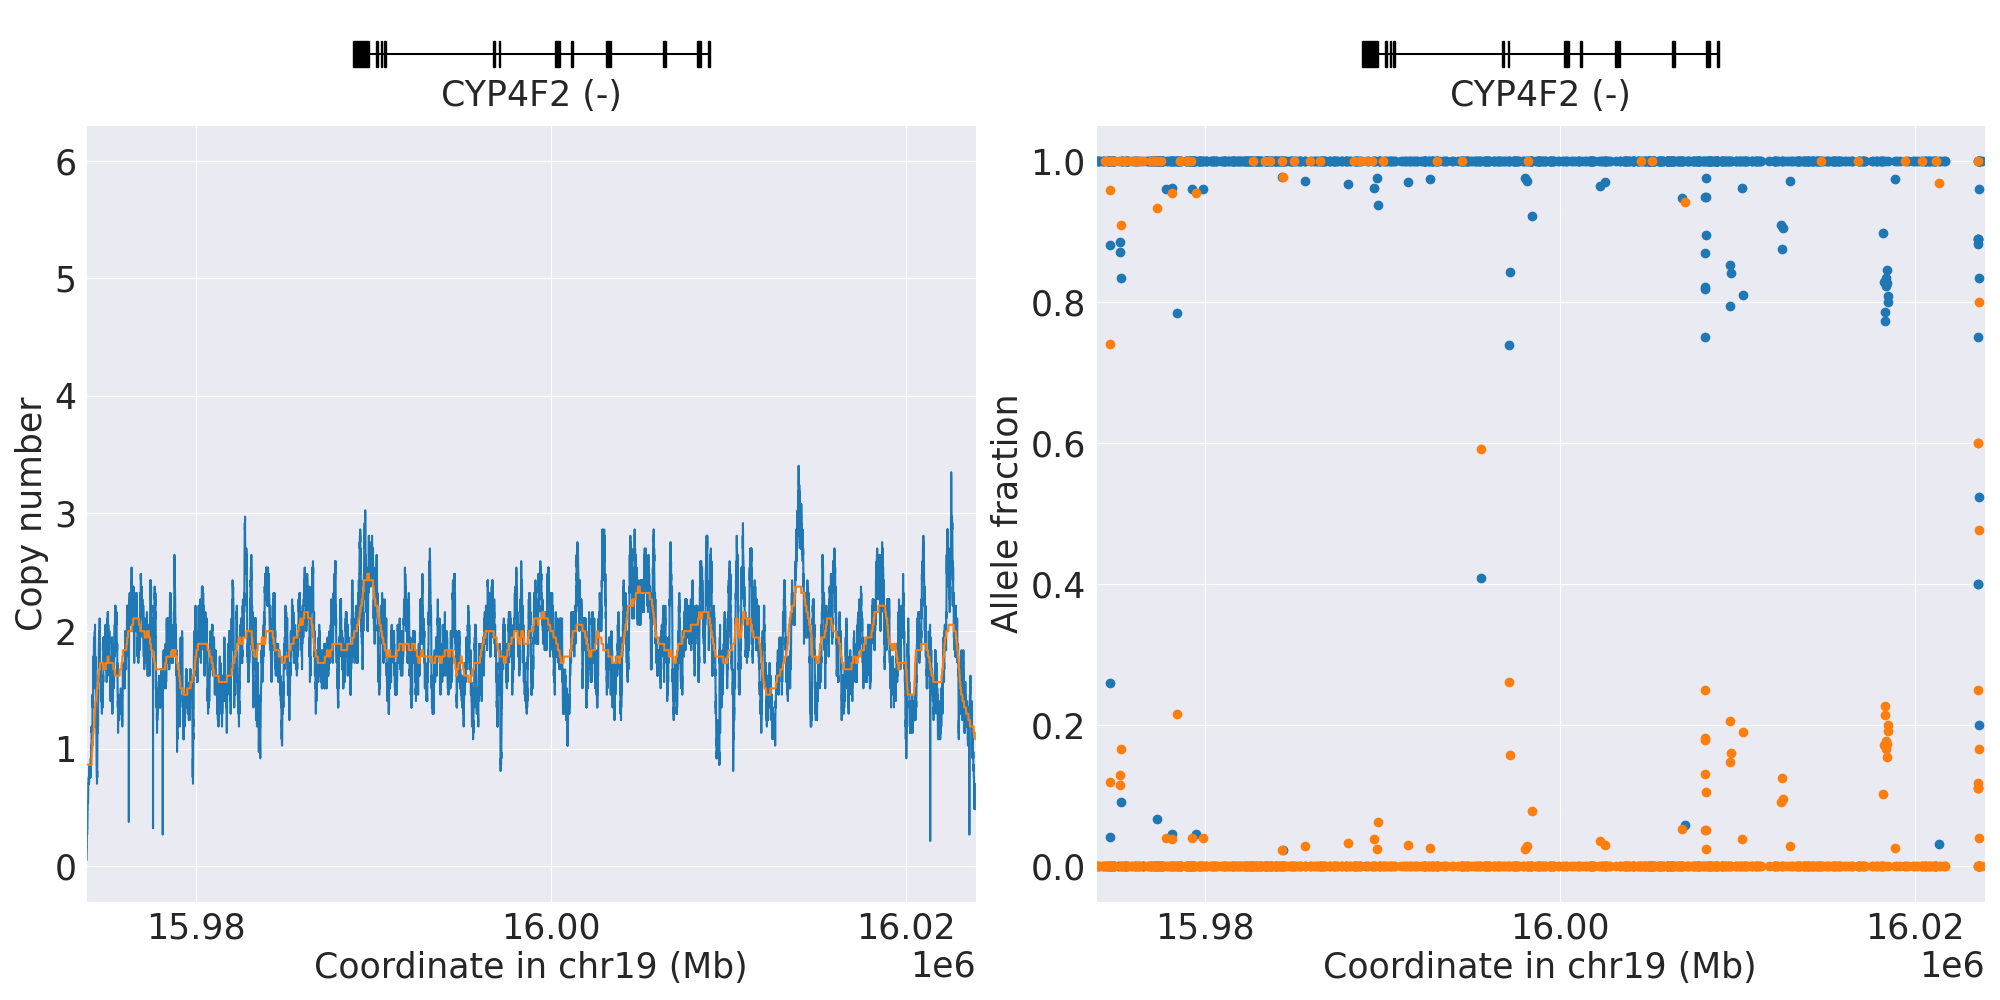 CYP4F2 (-)
Copy number
6
5
4
3
2
1
0
15.98
16.00
16.02
Coordinate in chr19 (Mb)
1e6
CYP4F2 (-)
Allele fraction
1.0
0.8
0.6
0.4
0.2
0.0
15.98
16.00
16.02
Coordinate in chr19 (Mb)
1e6